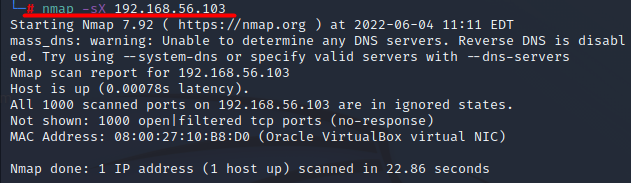 └─# nmap -sX 192.168.56.103
Starting Nmap 7.92 ( https://nmap.org ) at 2022-06-04 11:11 EDT
mass_dns: warning: Unable to determine any DNS servers. Reverse DNS is disabl
ed. Try using --system-dns or specify valid servers with --dns-servers
Nmap scan report for 192.168.56.103
Host is up (0.00078s latency).
All 1000 scanned ports on 192.168.56.103 are in ignored states.
Not shown: 1000 open|filtered tcp ports (no-response)
MAC Address: 08:00:27:10:B8:D0 (Oracle VirtualBox virtual NIC)
Nmap done: 1 IP address (1 host up) scanned in 22.86 seconds